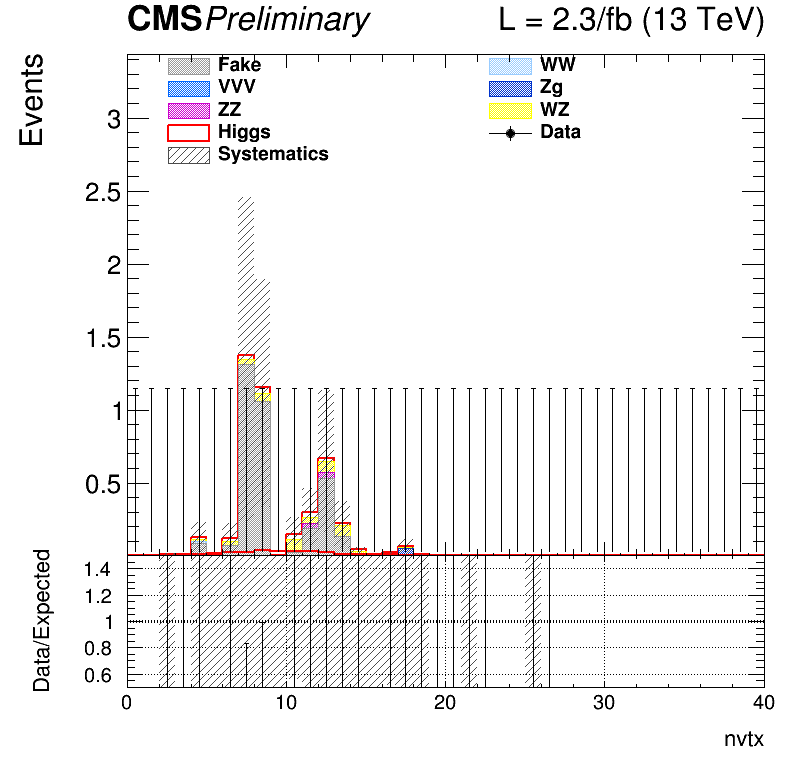 CMS Preliminary L = 2.3/fb (13 TeV)
Events
Fake WW
VVV Zg
ZZ WZ
Higgs Data
Systematics
3
2.5
2
1.5
1
0.5
Data/Expected
1.4
1.2
1
0.8
0.6
0 10 20 30 40
nvtx